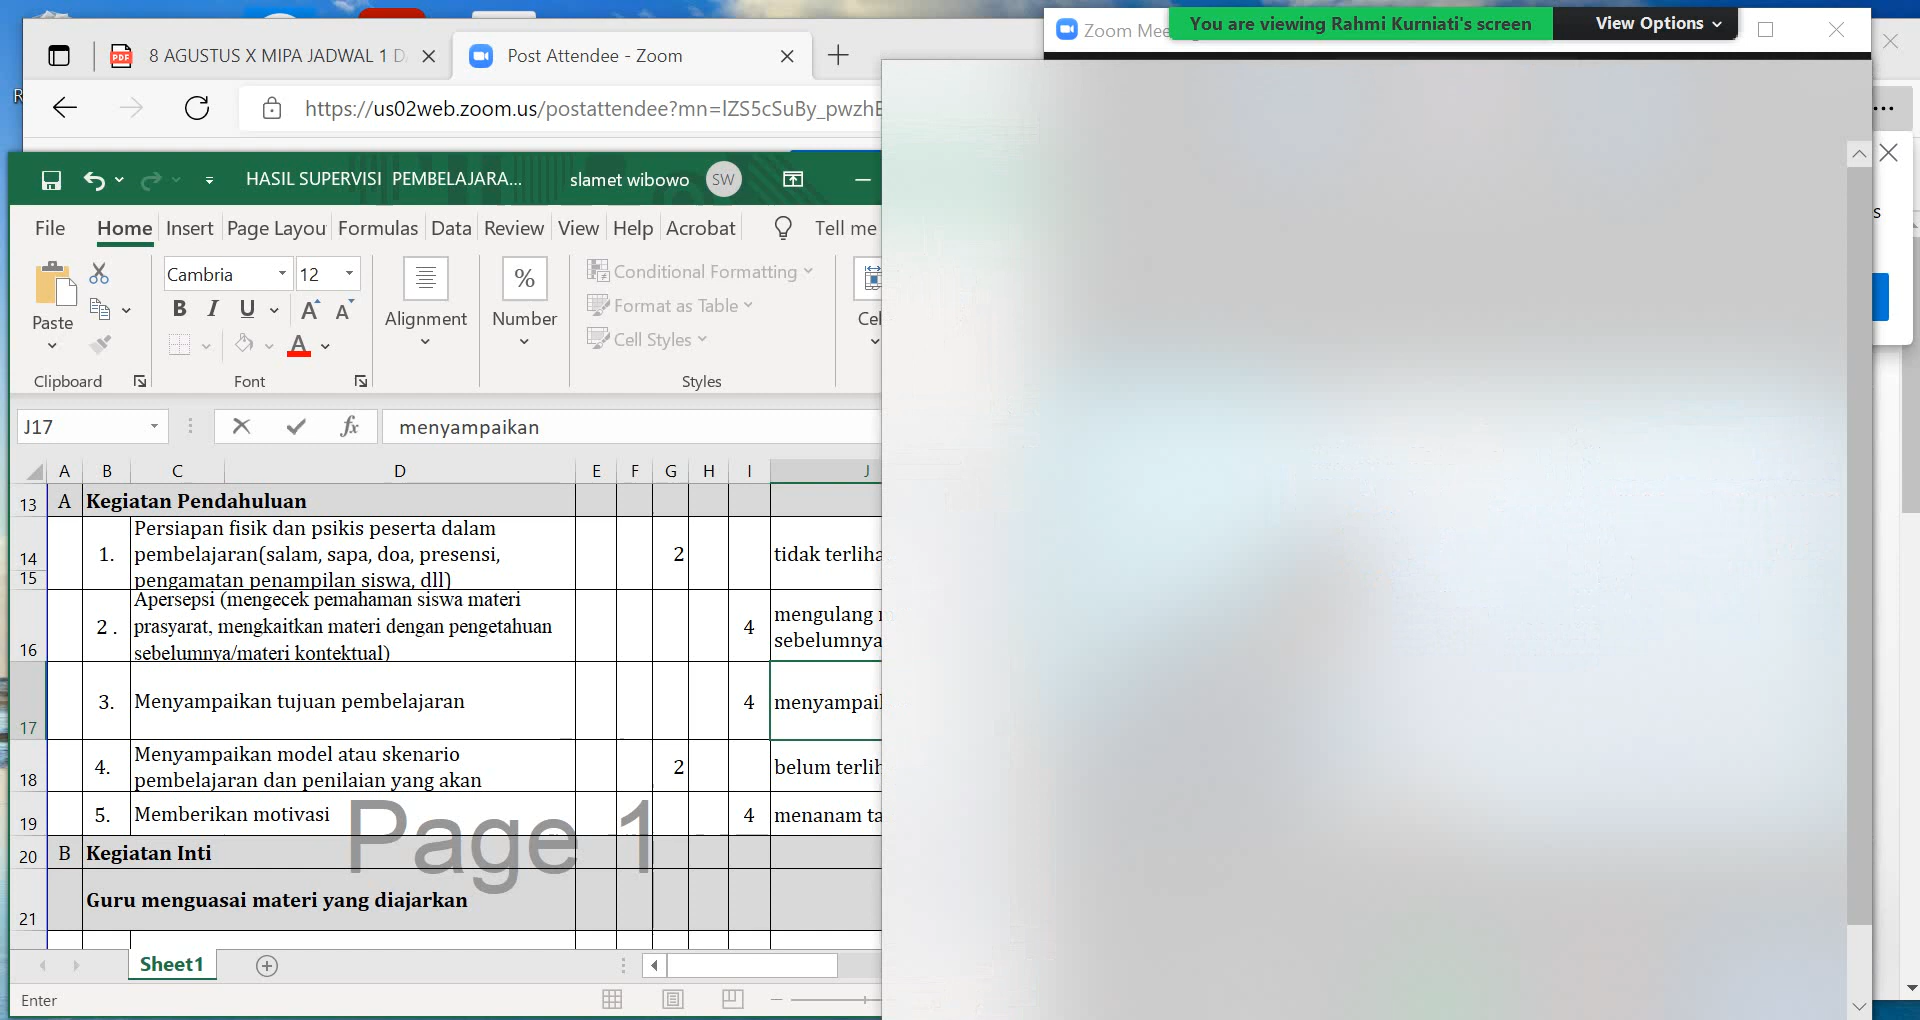 Zoom Mee
You are viewing Rahmi Kurniati's screen
View Options
8 AGUSTUS X MIPA JADWAL 1 D
Post Attendee - Zoom
https://us02web.zoom.us/postattendee?mn=lZS5cSuBy_pwzh
HASIL SUPERVISI PEMBELAJARA...
slamet wibowo
SW
File Home Insert Page Layou Formulas Data Review View Help Acrobat Tell me
Cambria 12
Paste
Alignment
Number
%
Conditional Formatting
Format as Table
Cell Styles
Cel
B I U A A
A
Clipboard Font Styles
J17
fx
menyampaikan
A B C D E F G H I J
13 A Kegiatan Pendahuluan
14 1. Persiapan fisik dan psikis peserta dalam
pembelajaran(salam, sapa, doa, presensi, 2 tidak terliha
15 pengamatan penampilan siswa, dll)
Apersepsi (mengecek pemahaman siswa materi
2 . prasyarat, mengkaitkan materi dengan pengetahuan 4 mengulang
16 sebelumnya/materi kontektual) sebelumnya
17 3. Menyampaikan tujuan pembelajaran 4 menyampai
18 4. Menyampaikan model atau skenario 2 belum terlih
pembelajaran dan penilaian yang akan
19 5. Memberikan motivasi 4 menanam ta
Page 1
20 B Kegiatan Inti
21 Guru menguasai materi yang diajarkan
Sheet1
Enter